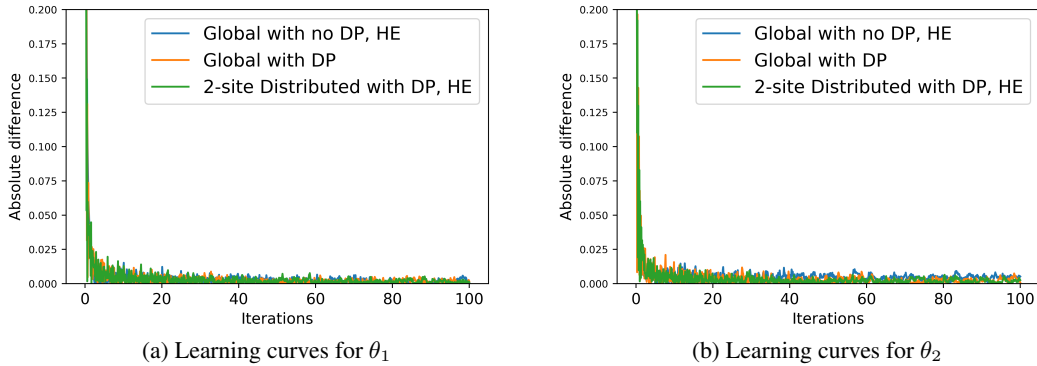 0.200
0.175
0.150
0.125
0.100
0.075
0.050
0.025
0.000
Absolute difference
Global with no DP, HE
Global with DP
2-site Distributed with DP, HE
0 20 40 60 80 100
Iterations
(a) Learning curves for θ₁
0.200
0.175
0.150
0.125
0.100
0.075
0.050
0.025
0.000
Absolute difference
Global with no DP, HE
Global with DP
2-site Distributed with DP, HE
0 20 40 60 80 100
Iterations
(b) Learning curves for θ₂